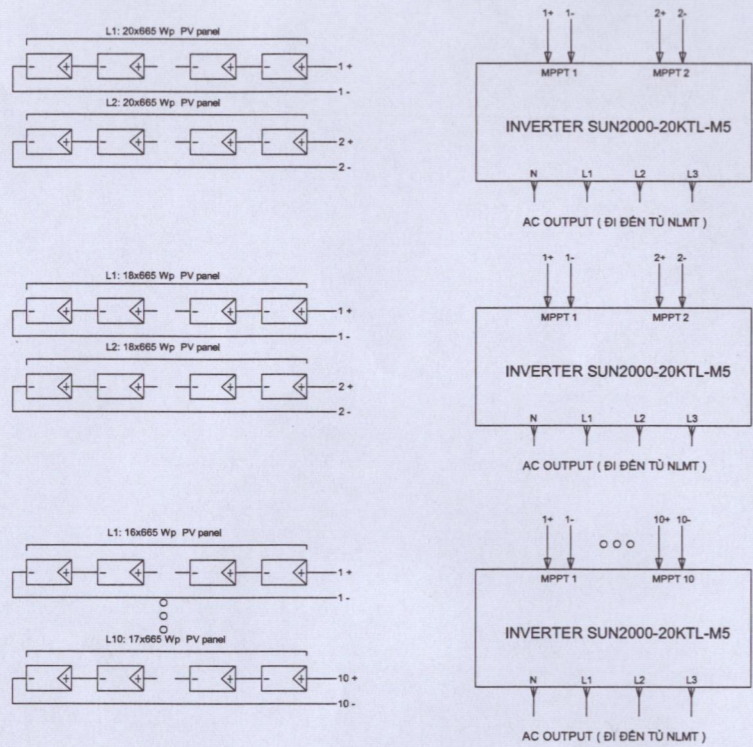 L1: 20x665 Wp PV panel
- + - + - + - + 1 +
1 -
L2: 20x665 Wp PV panel
- + - + - + - + 2 +
2 -
1+ 1- 2+ 2-
MPPT 1 MPPT 2
INVERTER SUN2000-20KTL-M5
N L1 L2 L3
AC OUTPUT ( ĐI ĐẾN TỦ NLMT )
L1: 18x665 Wp PV panel
- + - + - + - + 1 +
1 -
L2: 18x665 Wp PV panel
- + - + - + - + 2 +
2 -
1+ 1- 2+ 2-
MPPT 1 MPPT 2
INVERTER SUN2000-20KTL-M5
N L1 L2 L3
AC OUTPUT ( ĐI ĐẾN TỦ NLMT )
L1: 16x665 Wp PV panel
- + - + - + - + 1 +
1 -
L10: 17x665 Wp PV panel
- + - + - + - + 10 +
10 -
1+ 1- 10+ 10-
MPPT 1 MPPT 10
INVERTER SUN2000-20KTL-M5
N L1 L2 L3
AC OUTPUT ( ĐI ĐẾN TỦ NLMT )